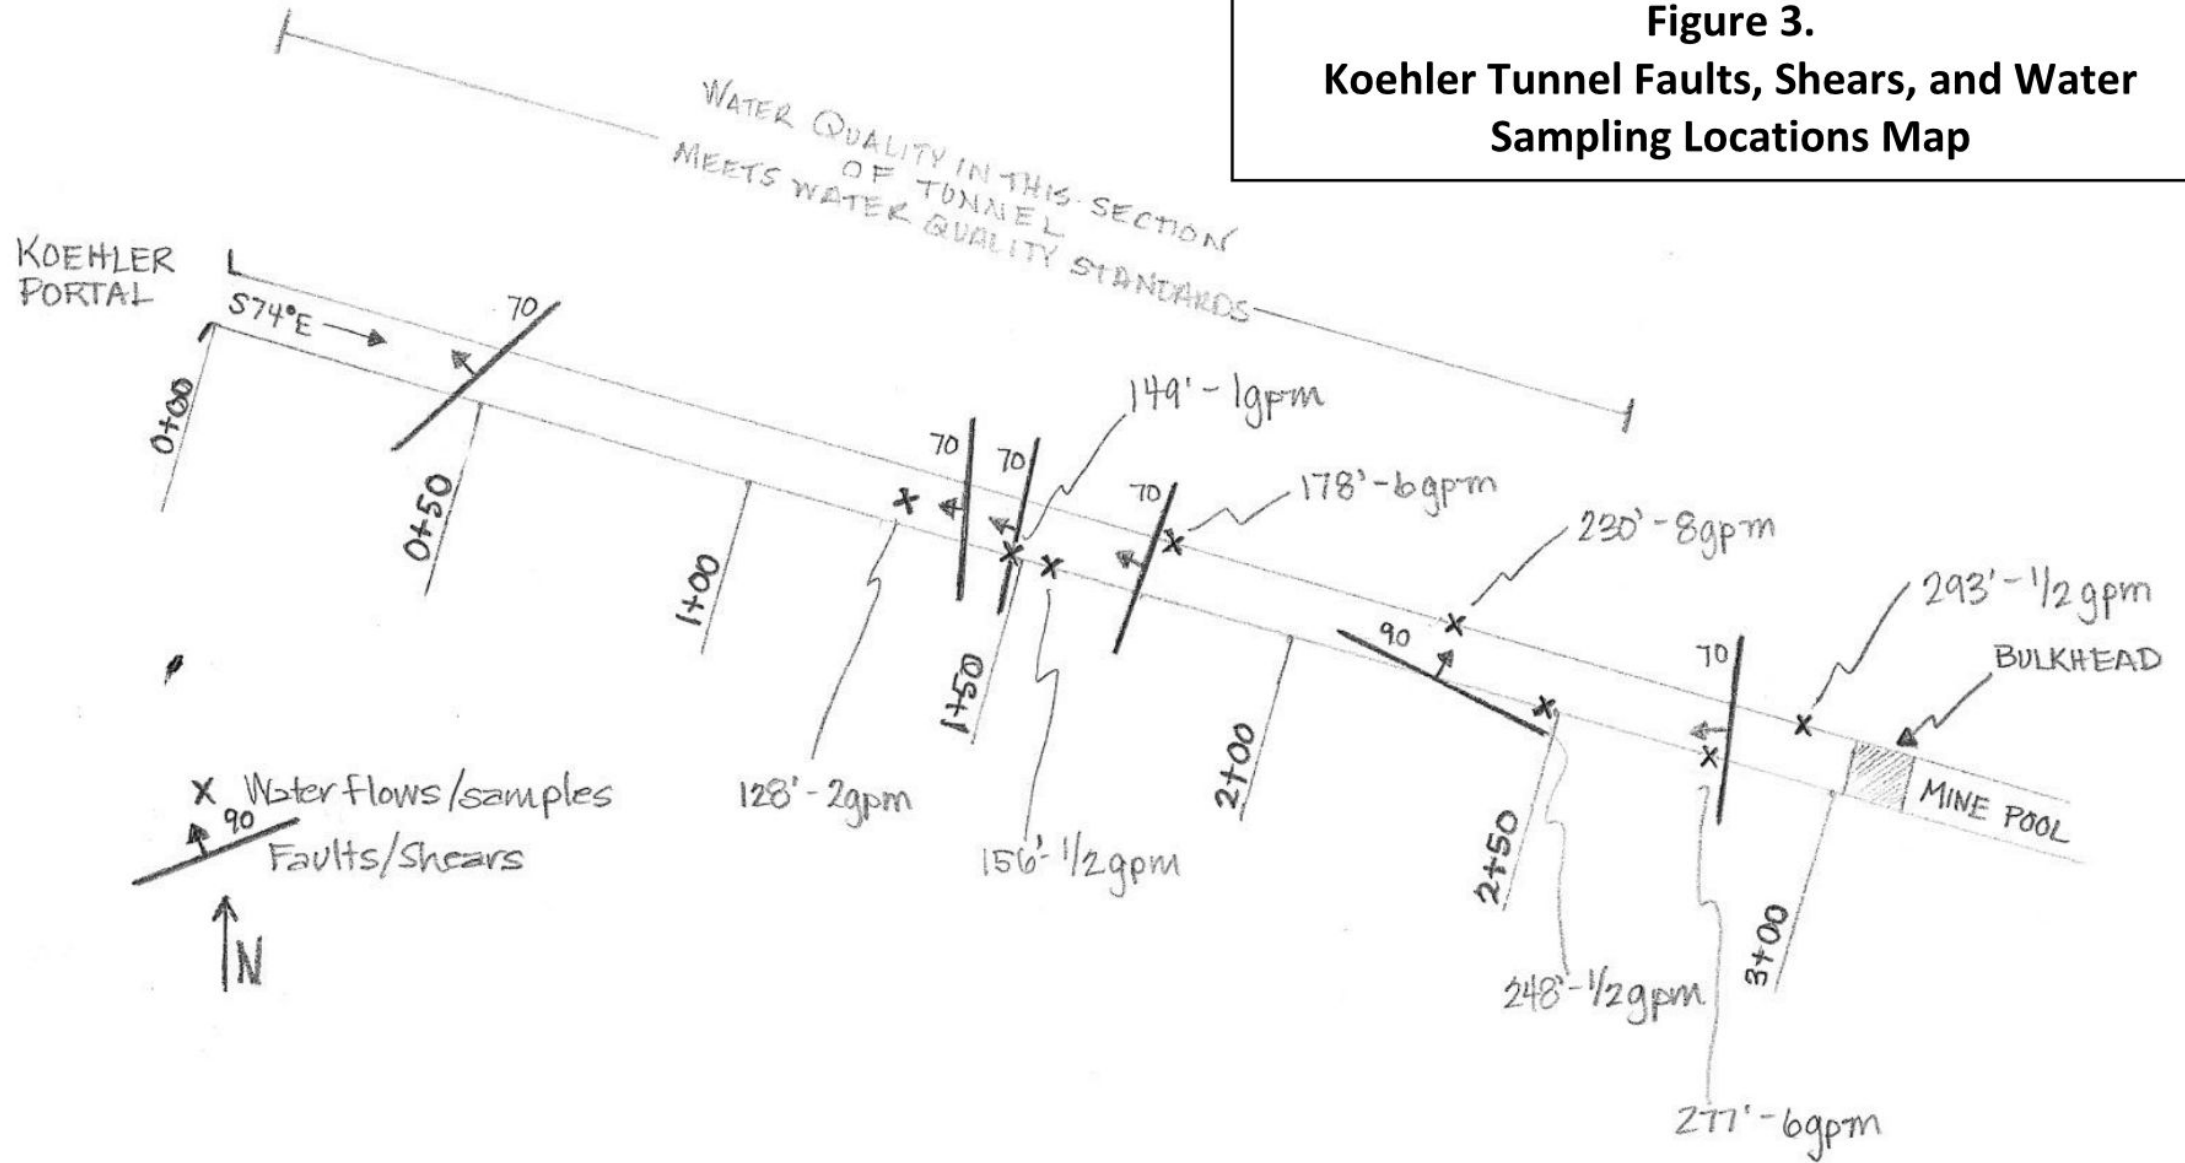 Figure 3.
Koehler Tunnel Faults, Shears, and Water
Sampling Locations Map
WATER QUALITY IN THIS SECTION
OF TUNNEL
MEETS WATER QUALITY STANDARDS
KOEHLER
PORTAL
S74°E
70
70
70
70
90
70
149'-1gpm
178'-6gpm
230'-8gpm
293'-1/2gpm
BULKHEAD
MINE POOL
0+00
0+50
1+00
1+50
2+00
2+50
3+00
128'-2gpm
156'-1/2gpm
248'-1/2gpm
277'-6gpm
X Water flows/samples
90
Faults/Shears
N